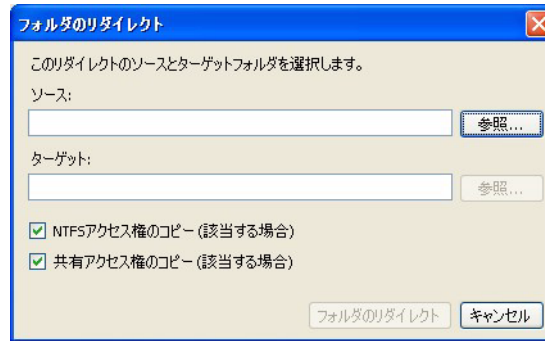 フォルダのリダイレクト
このリダイレクトのソースとターゲットフォルダを選択します。
ソース:
参照...
ターゲット:
参照...
NTFSアクセス権のコピー(該当する場合)
共有アクセス権のコピー(該当する場合)
フォルダのリダイレクト キャンセル